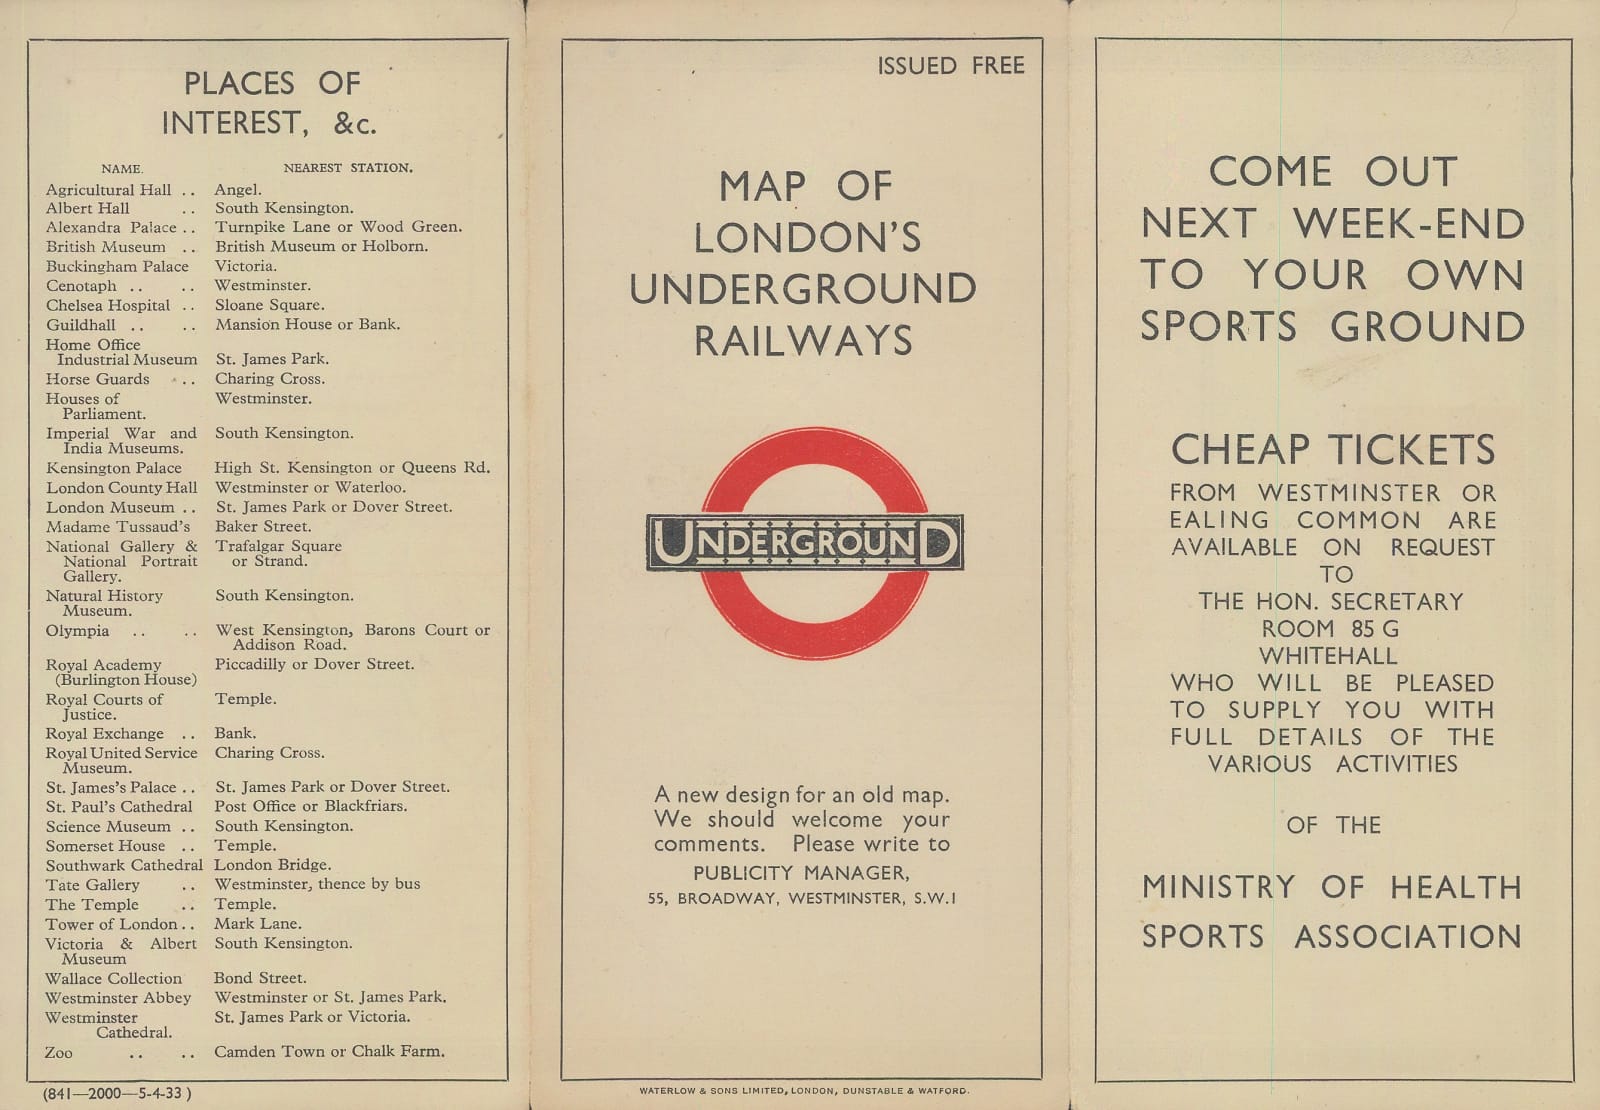 PLACES OF
INTEREST, &c.
NAME. NEAREST STATION.
Agricultural Hall .. Angel.
Albert Hall .. South Kensington.
Alexandra Palace .. Turnpike Lane or Wood Green.
British Museum .. British Museum or Holborn.
Buckingham Palace Victoria.
Cenotaph .. .. Westminster.
Chelsea Hospital .. Sloane Square.
Guildhall .. .. Mansion House or Bank.
Home Office
Industrial Museum St. James Park.
Horse Guards .. Charing Cross.
Houses of Westminster.
Parliament.
Imperial War and South Kensington.
India Museums.
Kensington Palace High St. Kensington or Queens Rd.
London County Hall Westminster or Waterloo.
London Museum .. St. James Park or Dover Street.
Madame Tussaud's Baker Street.
National Gallery & Trafalgar Square
National Portrait or Strand.
Gallery.
Natural History South Kensington.
Museum.
Olympia .. .. West Kensington, Barons Court or
Addison Road.
Royal Academy Piccadilly or Dover Street.
(Burlington House)
Royal Courts of Temple.
Justice.
Royal Exchange .. Bank.
Royal United Service Charing Cross.
Museum.
St. James's Palace .. St. James Park or Dover Street.
St. Paul's Cathedral Post Office or Blackfriars.
Science Museum .. South Kensington.
Somerset House .. Temple.
Southwark Cathedral London Bridge.
Tate Gallery .. Westminster, thence by bus
The Temple .. Temple.
Tower of London .. Mark Lane.
Victoria & Albert South Kensington.
Museum
Wallace Collection Bond Street.
Westminster Abbey Westminster or St. James Park.
Westminster St. James Park or Victoria.
Cathedral.
Zoo .. .. Camden Town or Chalk Farm.
(841—2000—5-4-33 )
ISSUED FREE
MAP OF
LONDON'S
UNDERGROUND
RAILWAYS
UNDERGROUND
A new design for an old map.
We should welcome your
comments. Please write to
PUBLICITY MANAGER,
55, BROADWAY, WESTMINSTER, S.W.1
WATERLOW & SONS LIMITED, LONDON, DUNSTABLE & WATFORD.
COME OUT
NEXT WEEK-END
TO YOUR OWN
SPORTS GROUND
CHEAP TICKETS
FROM WESTMINSTER OR
EALING COMMON ARE
AVAILABLE ON REQUEST
TO
THE HON. SECRETARY
ROOM 85 G
WHITEHALL
WHO WILL BE PLEASED
TO SUPPLY YOU WITH
FULL DETAILS OF THE
VARIOUS ACTIVITIES
OF THE
MINISTRY OF HEALTH
SPORTS ASSOCIATION